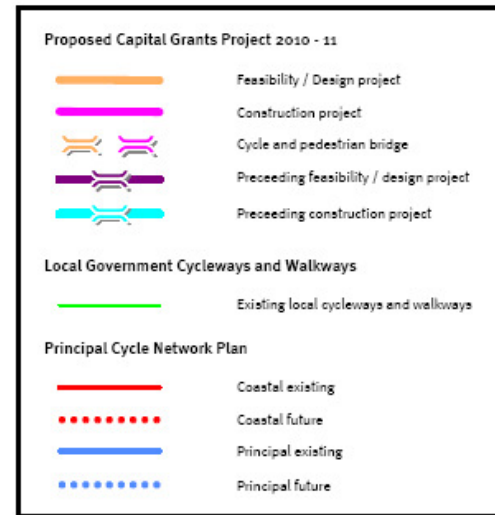 Proposed Capital Grants Project 2010 - 11
Feasibility / Design project
Construction project
Cycle and pedestrian bridge
Preceeding feasibility / design project
Preceeding construction project
Local Government Cycleways and Walkways
Existing local cycleways and walkways
Principal Cycle Network Plan
Coastal existing
Coastal future
Principal existing
Principal future